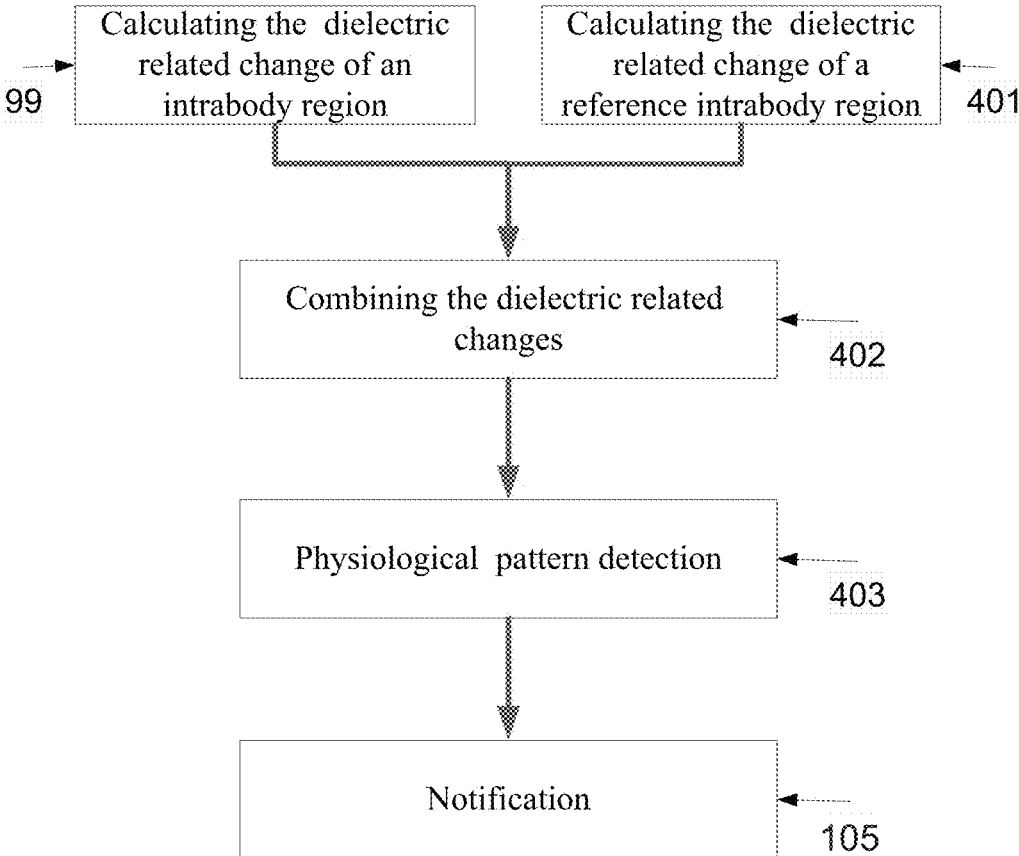 Calculating the dielectric
related change of an
intrabody region
99
Calculating the dielectric
related change of a
reference intrabody region
401
Combining the dielectric related
changes
402
Physiological pattern detection
403
Notification
105